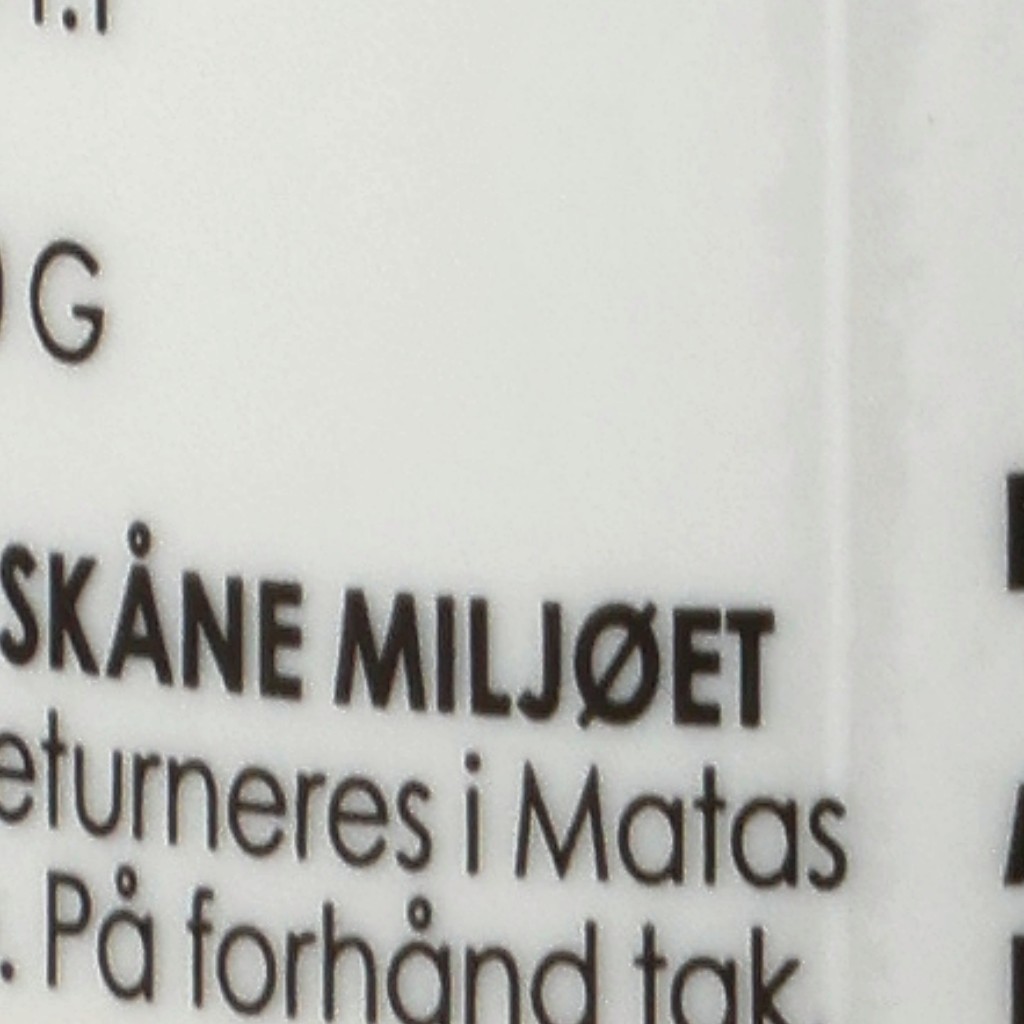 G
SKÅNE MILJØET
eturneres i Matas
. På forhånd tak